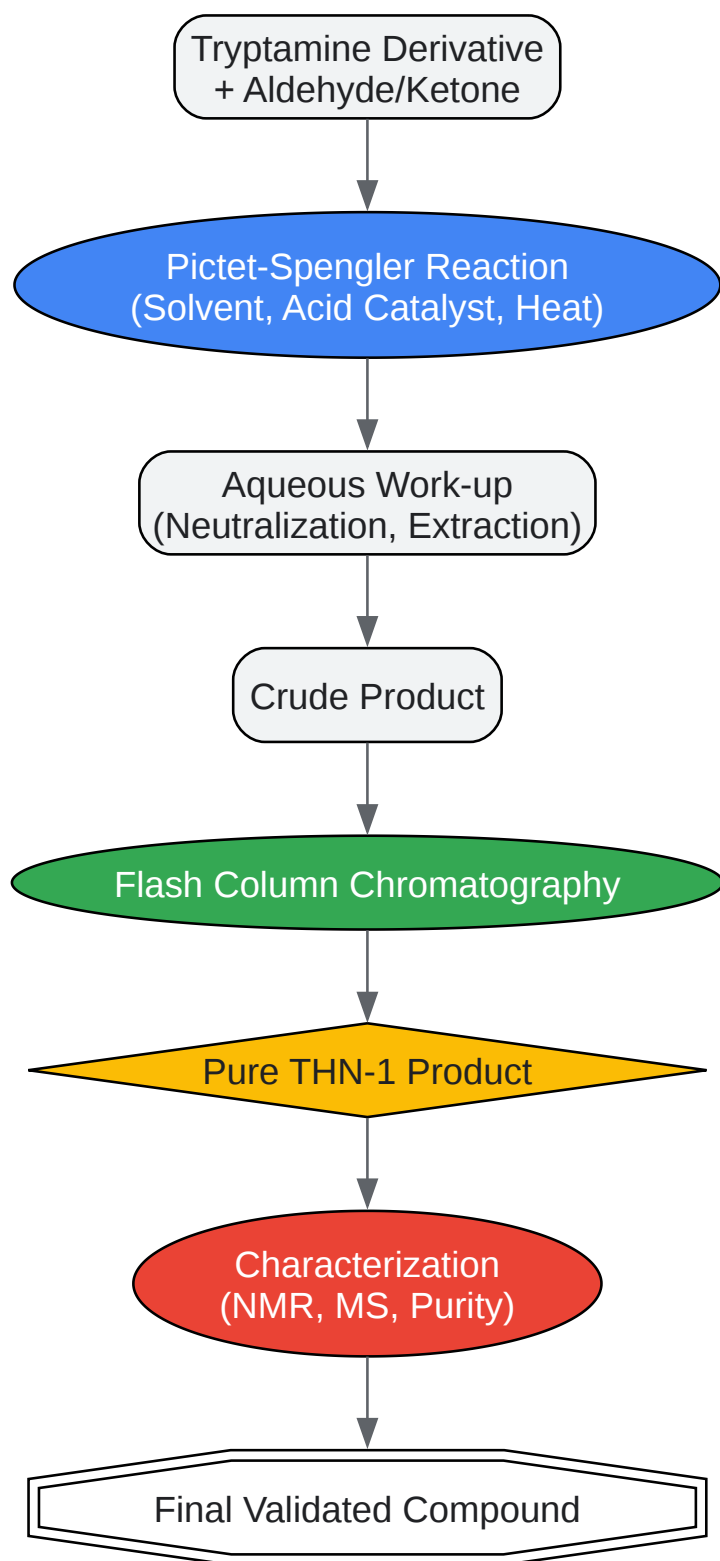 Tryptamine Derivative
+ Aldehyde/Ketone
Pictet-Spengler Reaction
(Solvent, Acid Catalyst, Heat)
Aqueous Work-up
(Neutralization, Extraction)
Crude Product
Flash Column Chromatography
Pure THN-1 Product
Characterization
(NMR, MS, Purity)
Final Validated Compound